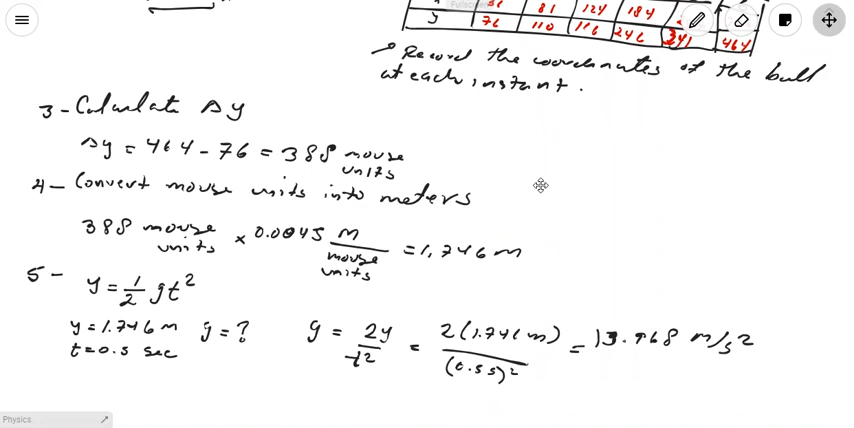 81 124 184
y 76 110 116 246 341 464
Record the coordinates of the ball
at each instant.
3 - Calculate Δy
Δy = 464 - 76 = 388 mouse units
4 - Convert mouse units into meters
388 mouse units × 0.0045 m / mouse units = 1.746 m
5 -
y = 1/2 gt²
y = 1.746 m g = ? g = 2y / t² = 2(1.746 m) / (0.5s)² = 13.968 m/s²
t = 0.5 sec
Physics